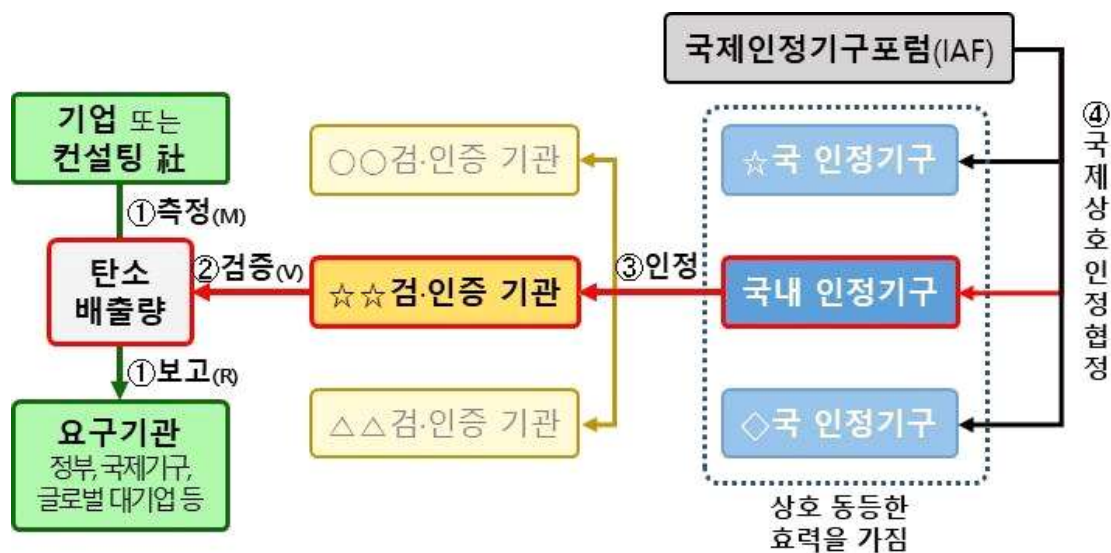 국제인정기구포럼(IAF)
기업 또는
컨설팅 社
①측정(M)
탄소
배출량
①보고(R)
요구기관
정부, 국제기구,
글로벌 대기업 등
②검증(V)
○○검·인증 기관
☆☆검·인증 기관
△△검·인증 기관
③인정
☆국 인정기구
국내 인정기구
◇국 인정기구
상호 동등한
효력을 가짐
④국제상호인정협정